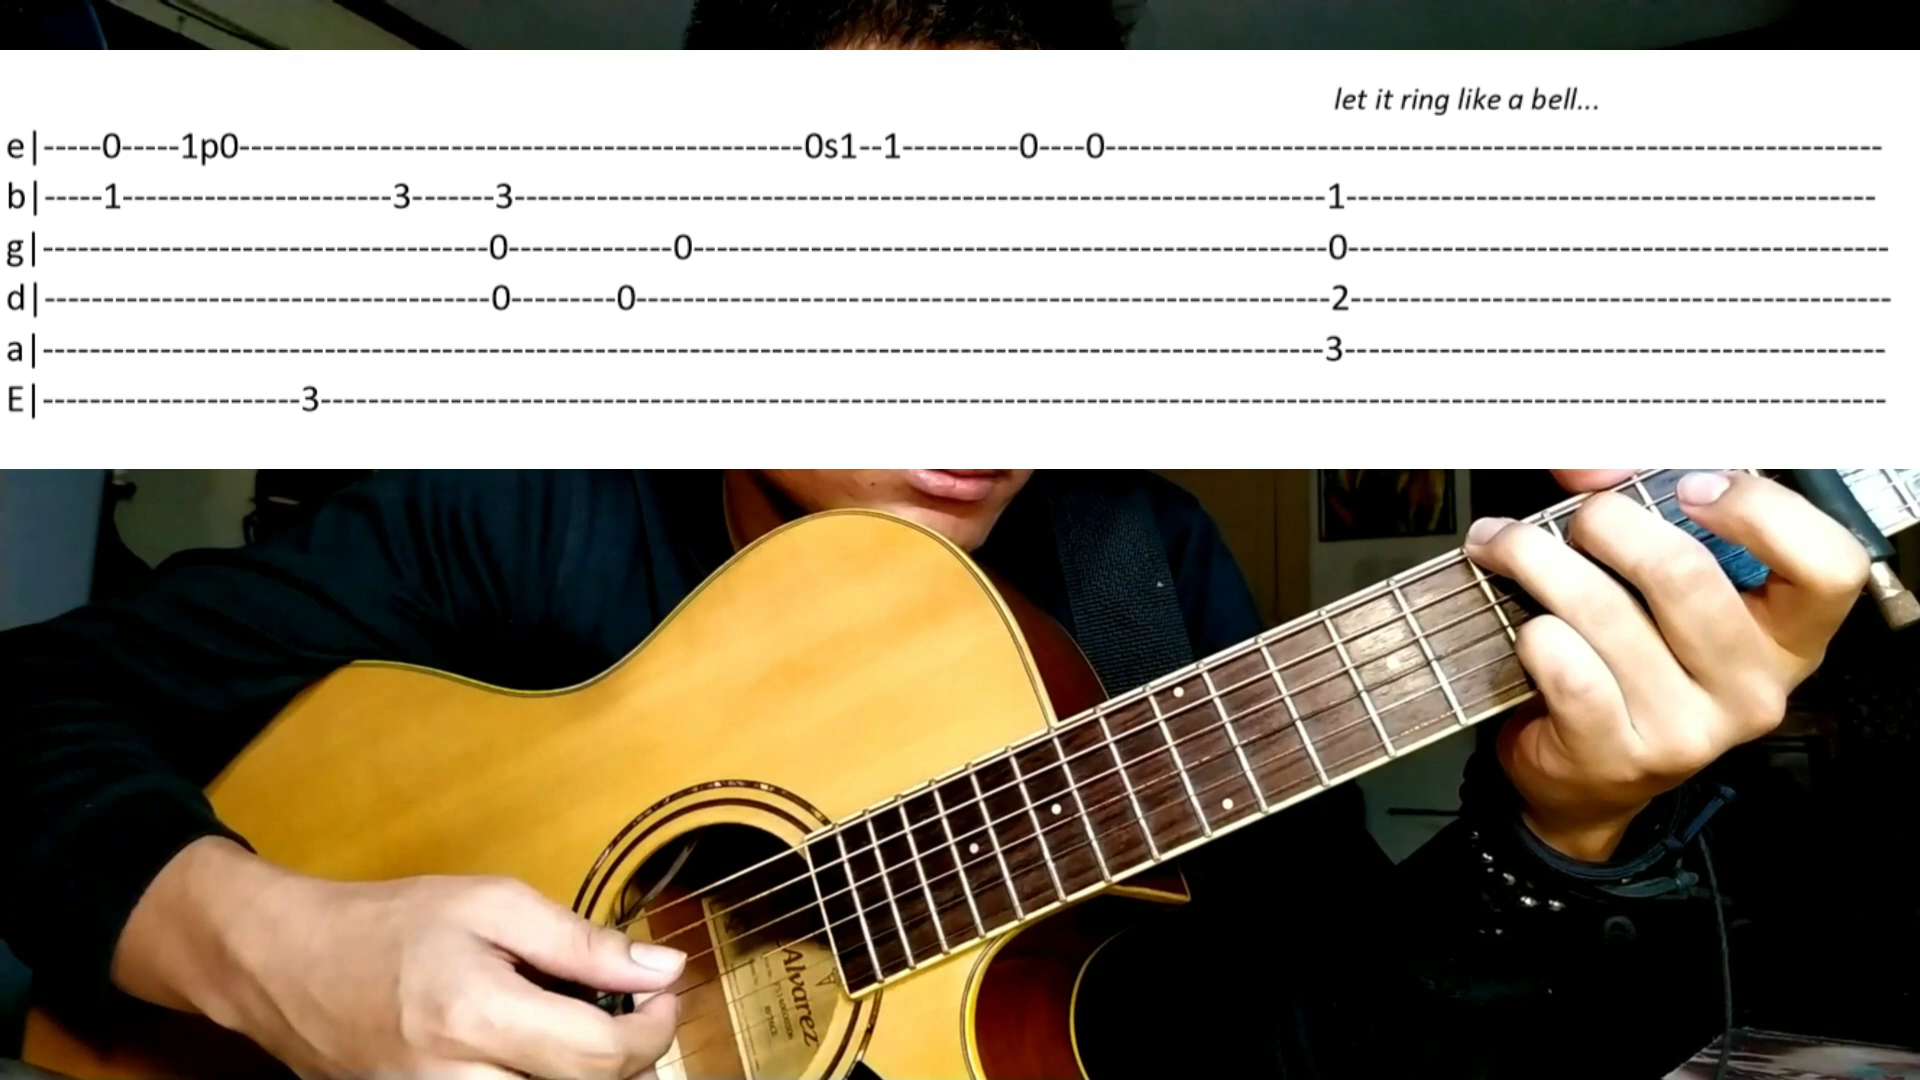 let it ring like a bell...
e|-----0-----1p0------------------------------------------------0s1--1----------0----0------------------------------------------------------------------
b|-----1-----------------------3-------3---------------------------------------------------------------------1---------------------------------------------
g|--------------------------------------0--------------0------------------------------------------------------0----------------------------------------------
d|--------------------------------------0---------0-----------------------------------------------------------2----------------------------------------------
a|-------------------------------------------------------------------------------------------------------------3----------------------------------------------
E|----------------------3--------------------------------------------------------------------------------------------------------------------------------------
Alvarez